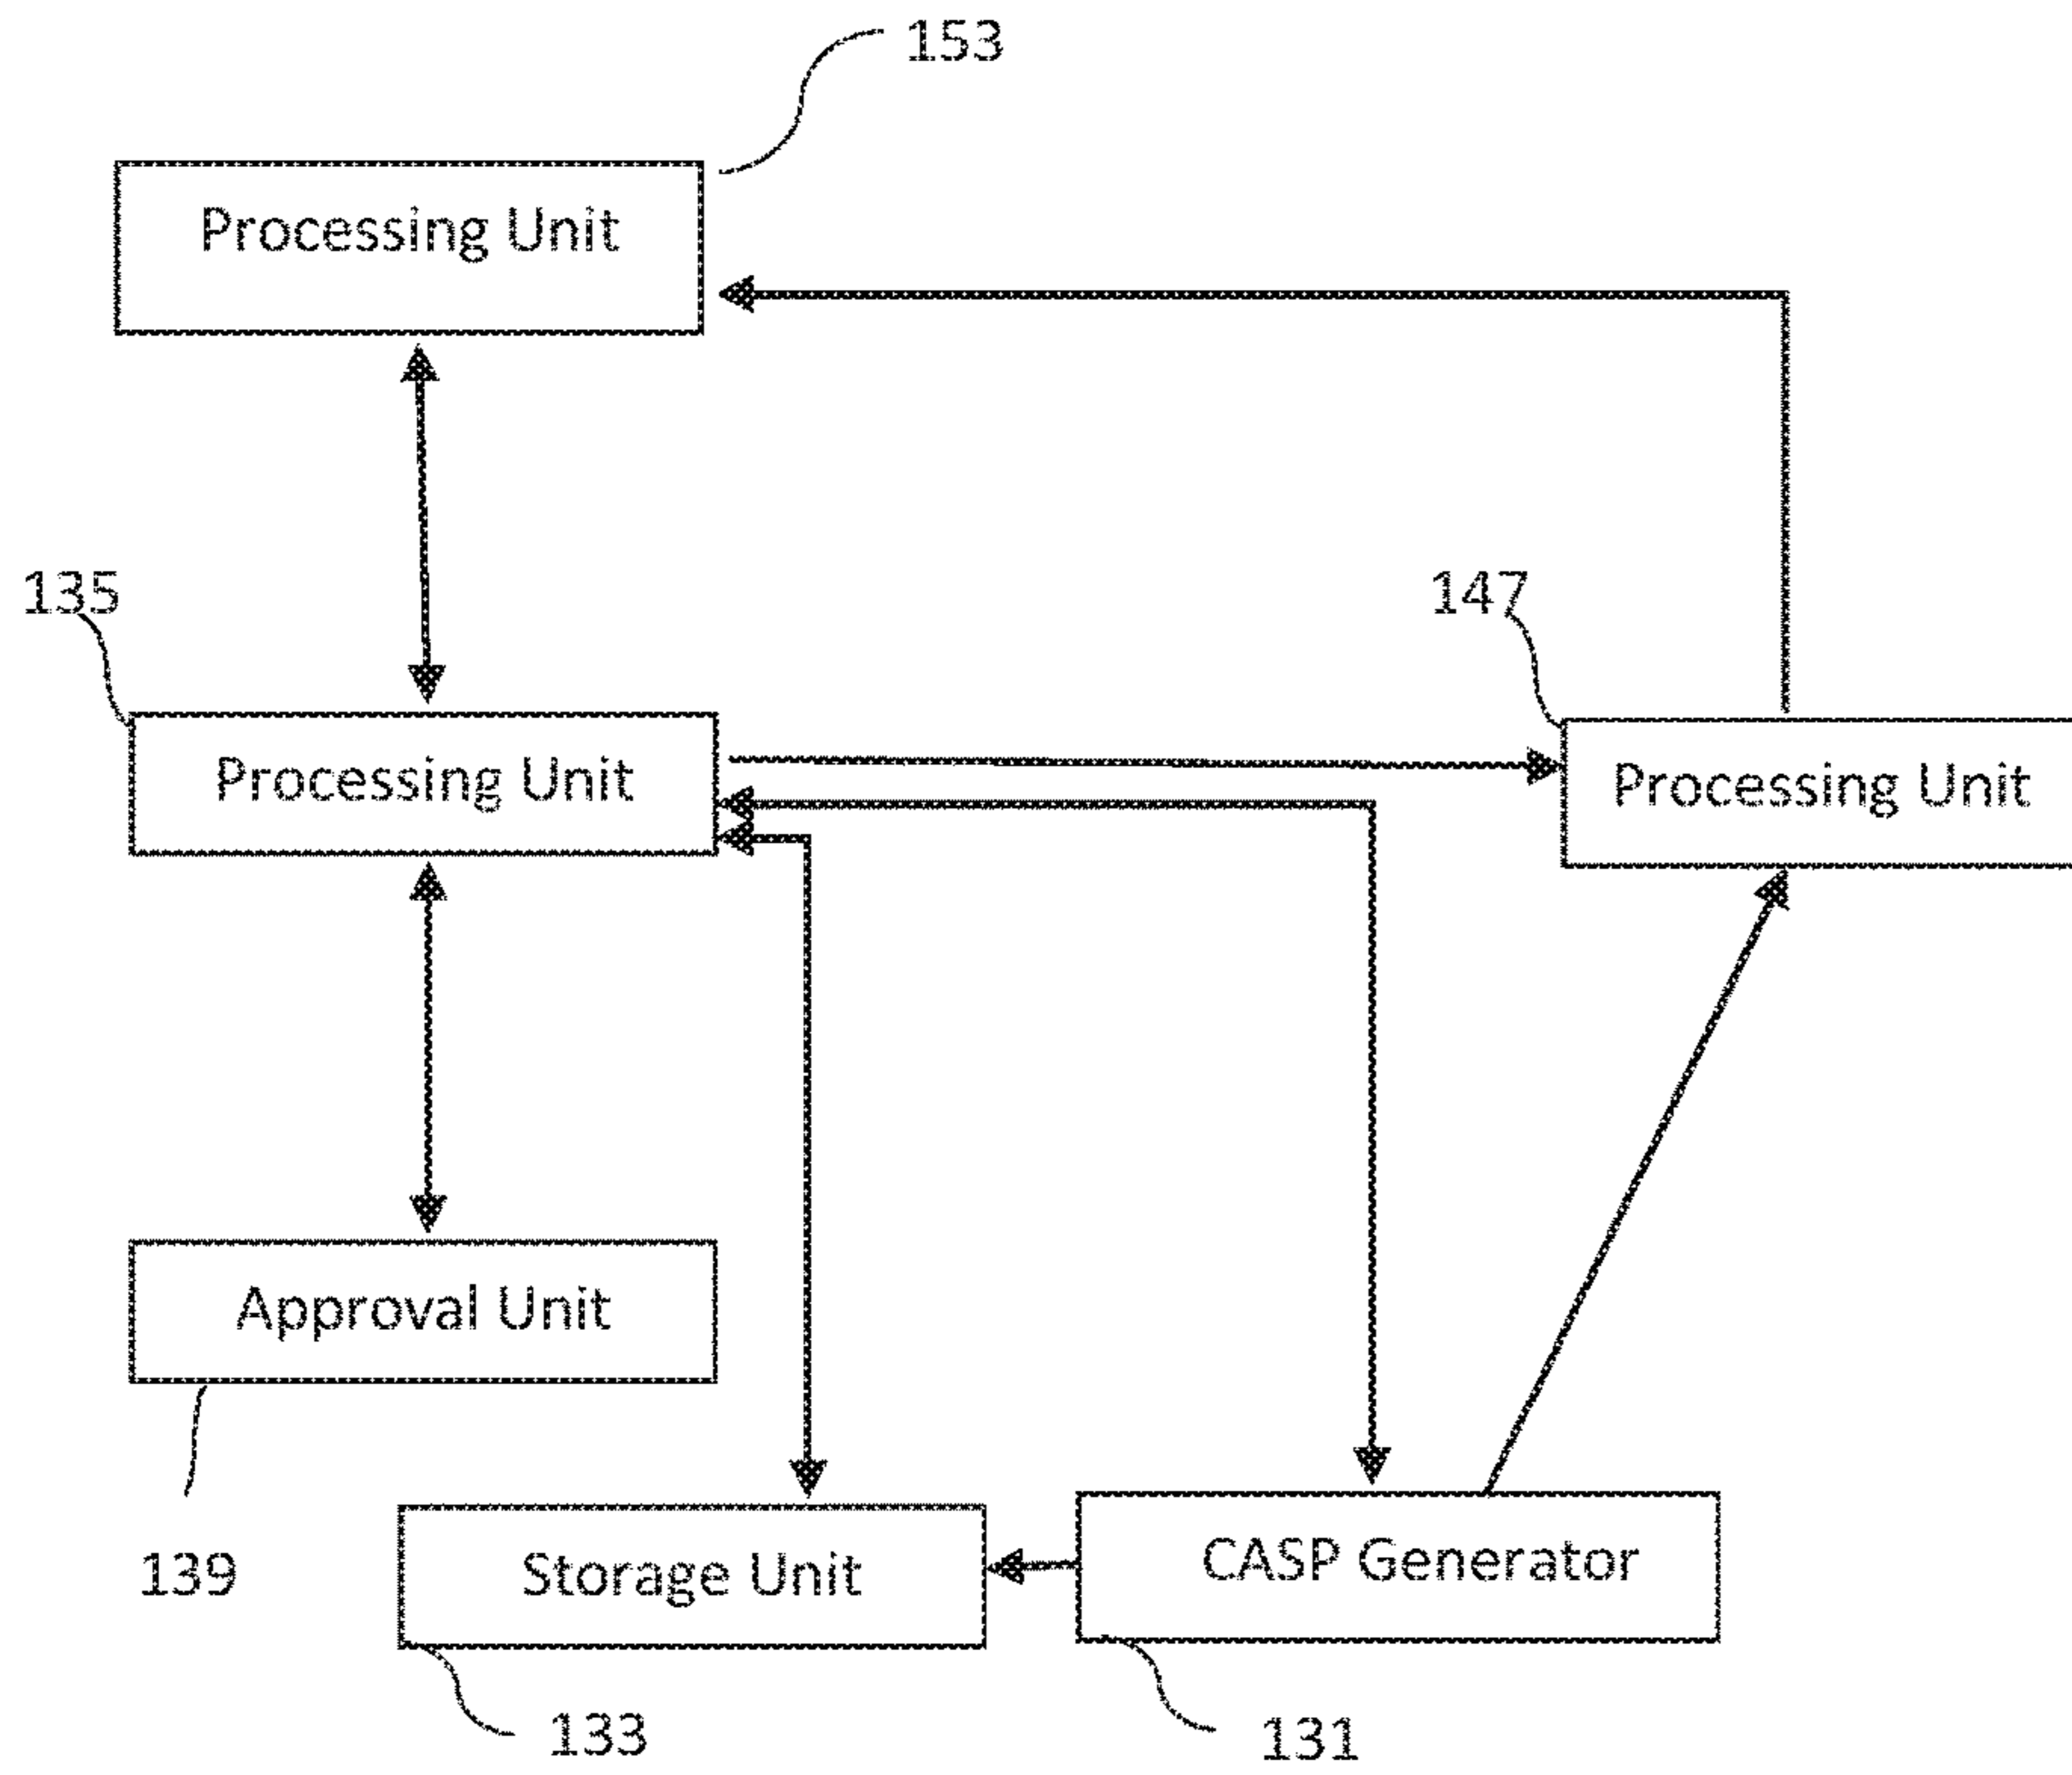 153
Processing Unit
135
147
Processing Unit
Processing Unit
Approval Unit
139
Storage Unit
CASP Generator
133
131